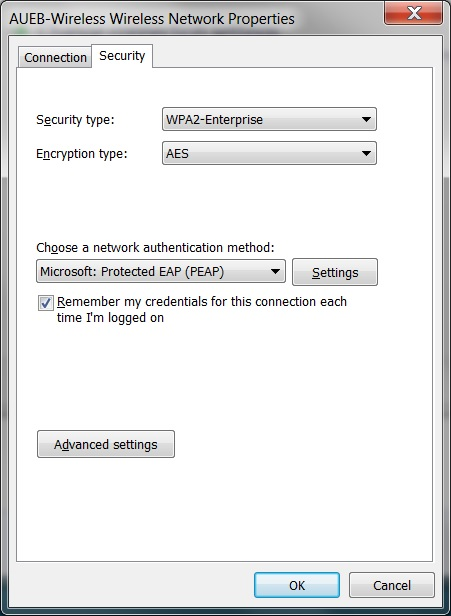 AUEB-Wireless Wireless Network Properties
Connection
Security
Security type:
WPA2-Enterprise
Encryption type:
AES
Choose a network authentication method:
Microsoft: Protected EAP (PEAP)
Settings
Remember my credentials for this connection each
time I'm logged on
Advanced settings
OK
Cancel